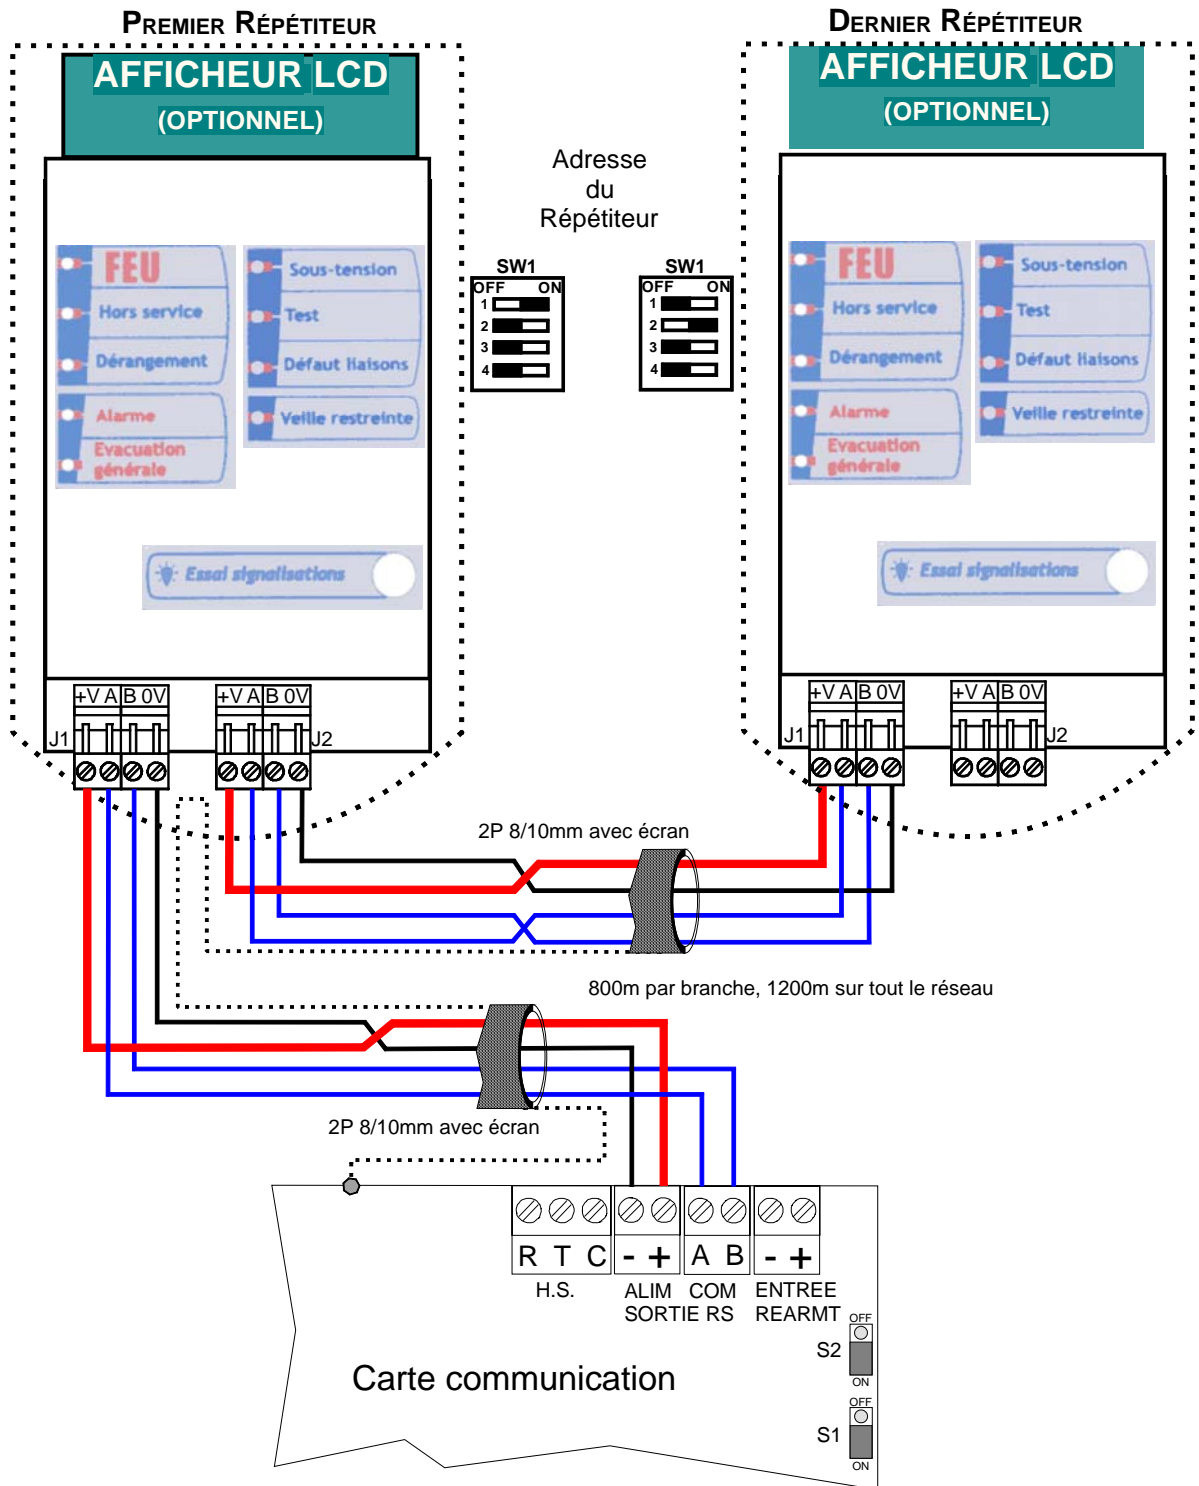 PREMIER RÉPÉTITEUR
AFFICHEUR LCD
(OPTIONNEL)
FEU
Hors service
Dérangement
Alarme
Evacuation
générale
Sous-tension
Test
Défaut liaisons
Veille restreinte
Essai signalisations
+V A B 0V
J1
+V A B 0V
J2
Adresse
du
Répétiteur
SW1
OFF ON
1
2
3
4
SW1
OFF ON
1
2
3
4
DERNIER RÉPÉTITEUR
AFFICHEUR LCD
(OPTIONNEL)
FEU
Hors service
Dérangement
Alarme
Evacuation
générale
Sous-tension
Test
Défaut liaisons
Veille restreinte
Essai signalisations
+V A B 0V
J1
+V A B 0V
J2
2P 8/10mm avec écran
800m par branche, 1200m sur tout le réseau
2P 8/10mm avec écran
R T C - + A B - +
H.S. ALIM COM ENTREE
SORTIE RS REARMT
OFF
S2
ON
Carte communication
OFF
S1
ON